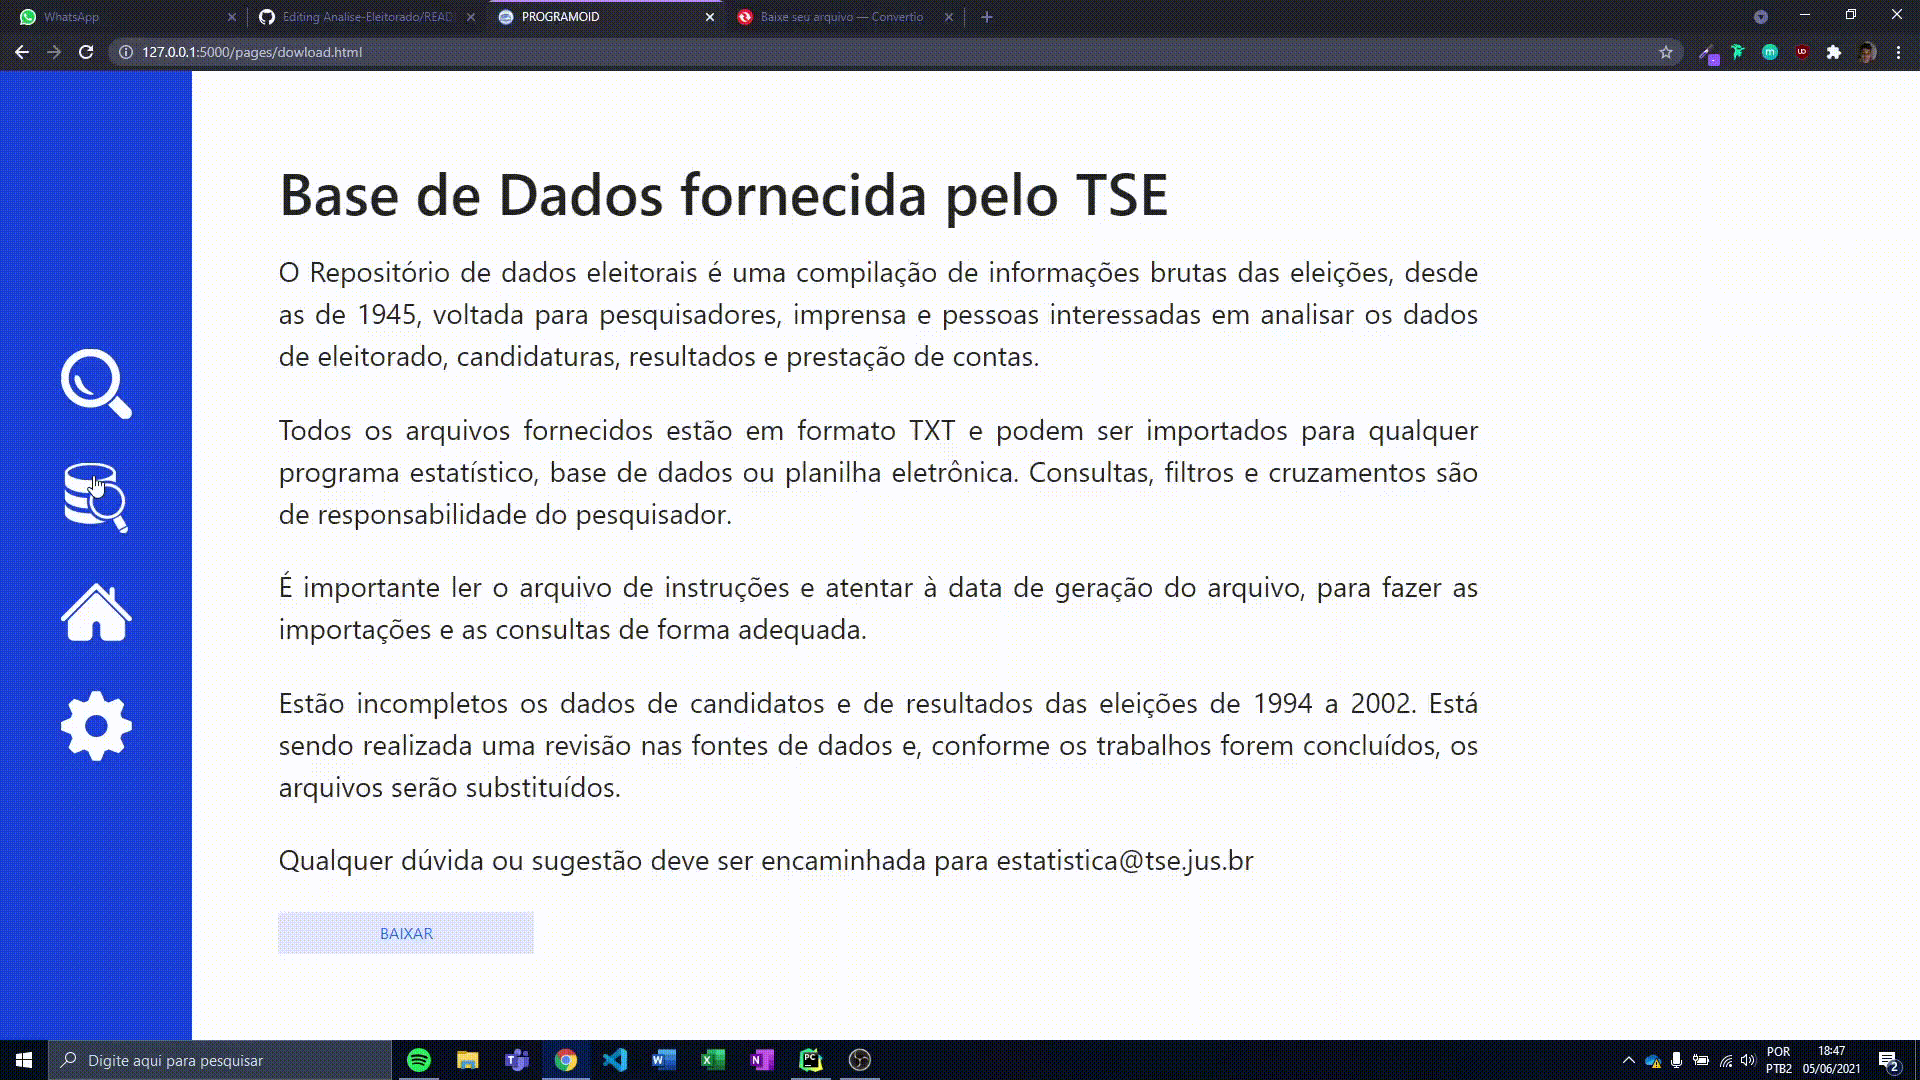 WhatsApp
Editing Analise-Eleitorado/READ
PROGRAMOID
Baixe seu arquivo — Convertio
127.0.0.1:5000/pages/dowload.html
Base de Dados fornecida pelo TSE
O Repositório de dados eleitorais é uma compilação de informações brutas das eleições, desde
as de 1945, voltada para pesquisadores, imprensa e pessoas interessadas em analisar os dados
de eleitorado, candidaturas, resultados e prestação de contas.
Todos os arquivos fornecidos estão em formato TXT e podem ser importados para qualquer
programa estatístico, base de dados ou planilha eletrônica. Consultas, filtros e cruzamentos são
de responsabilidade do pesquisador.
É importante ler o arquivo de instruções e atentar à data de geração do arquivo, para fazer as
importações e as consultas de forma adequada.
Estão incompletos os dados de candidatos e de resultados das eleições de 1994 a 2002. Está
sendo realizada uma revisão nas fontes de dados e, conforme os trabalhos forem concluídos, os
arquivos serão substituídos.
Qualquer dúvida ou sugestão deve ser encaminhada para estatistica@tse.jus.br
BAIXAR
Digite aqui para pesquisar
POR
PTB2
18:47
05/06/2021
2